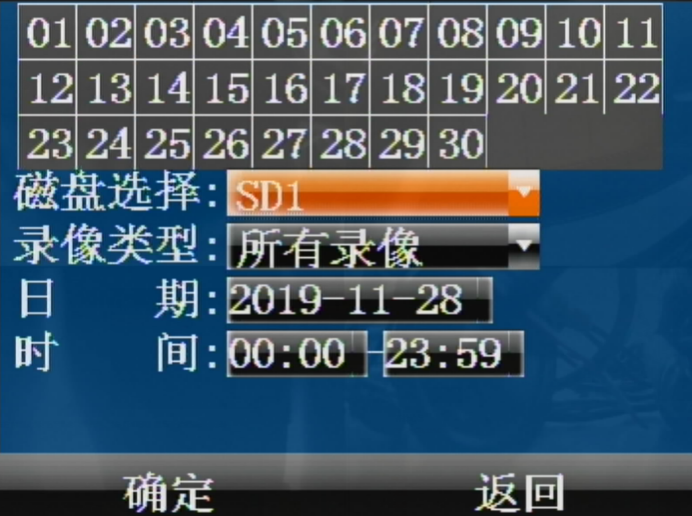 01 02 03 04 05 06 07 08 09 10 11
12 13 14 15 16 17 18 19 20 21 22
23 24 25 26 27 28 29 30
磁盘选择: SD1
录像类型: 所有录像
日 期: 2019-11-28
时 间: 00:00 - 23:59
确定 返回